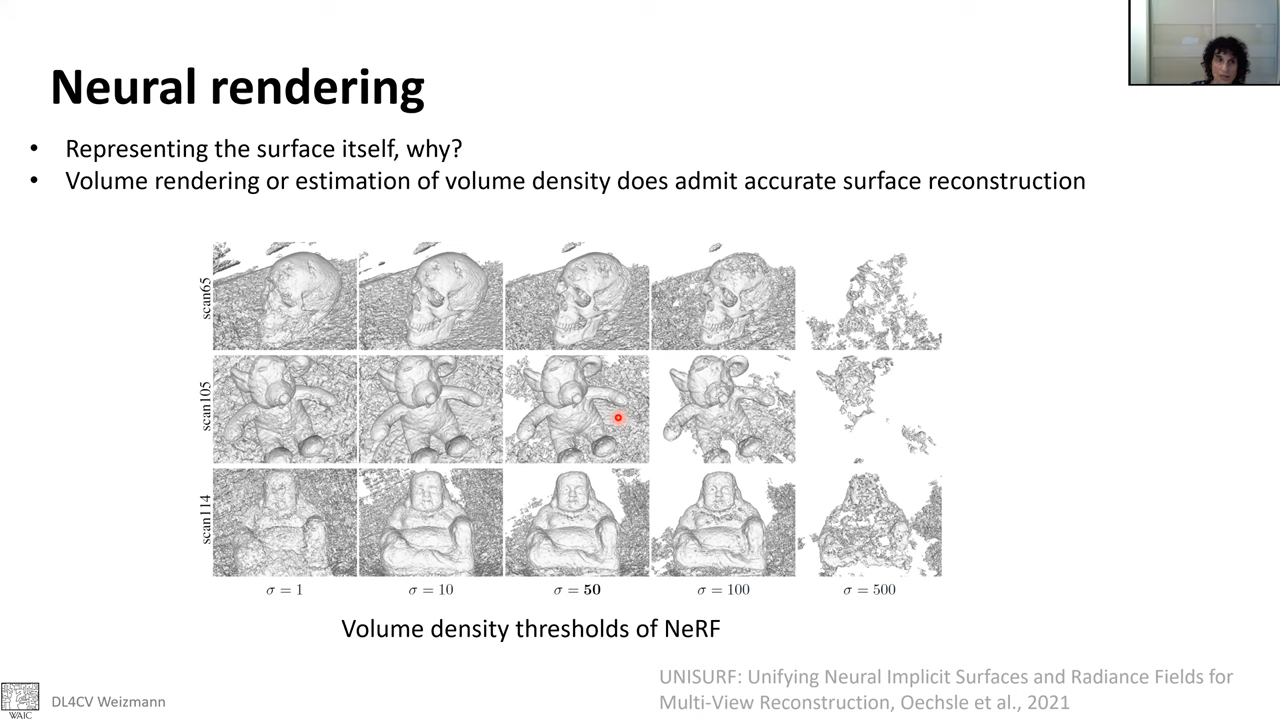 Neural rendering
• Representing the surface itself, why?
• Volume rendering or estimation of volume density does admit accurate surface reconstruction
scan65
scan105
scan114
σ = 1 σ = 10 σ = 50 σ = 100 σ = 500
Volume density thresholds of NeRF
UNISURF: Unifying Neural Implicit Surfaces and Radiance Fields for
Multi-View Reconstruction, Oechsle et al., 2021
WAIC
DL4CV Weizmann